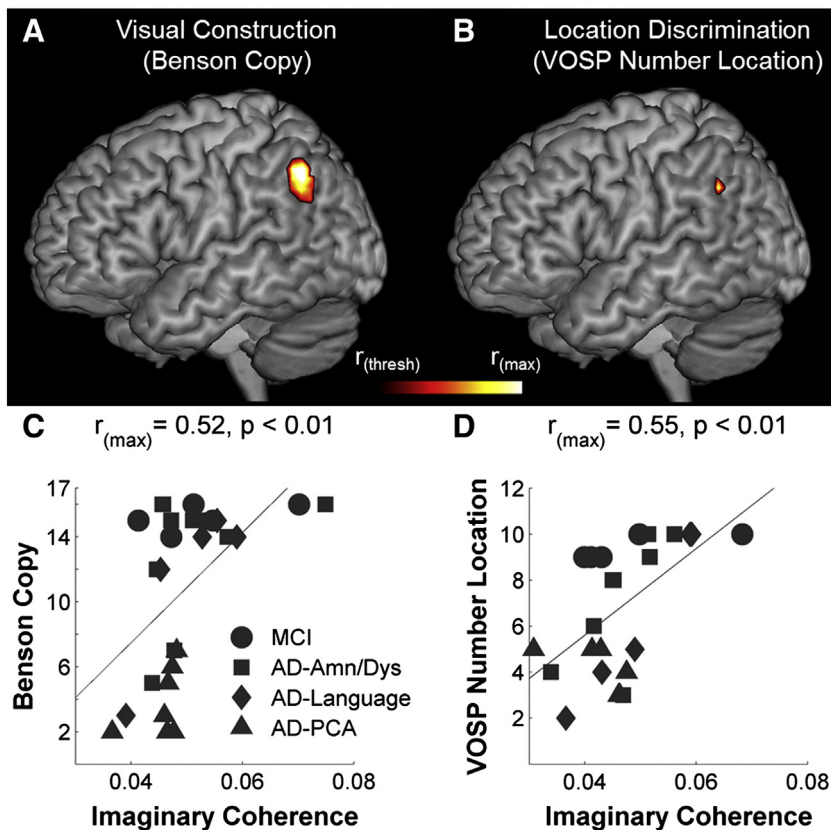 A Visual Construction
(Benson Copy)
B Location Discrimination
(VOSP Number Location)
r(thresh) r(max)
C r(max) = 0.52, p < 0.01
17
14
10
6
2
Benson Copy
MCI
AD-Amn/Dys
AD-Language
AD-PCA
0.04 0.06 0.08
Imaginary Coherence
D r(max) = 0.55, p < 0.01
12
10
8
6
4
2
VOSP Number Location
0.04 0.06 0.08
Imaginary Coherence